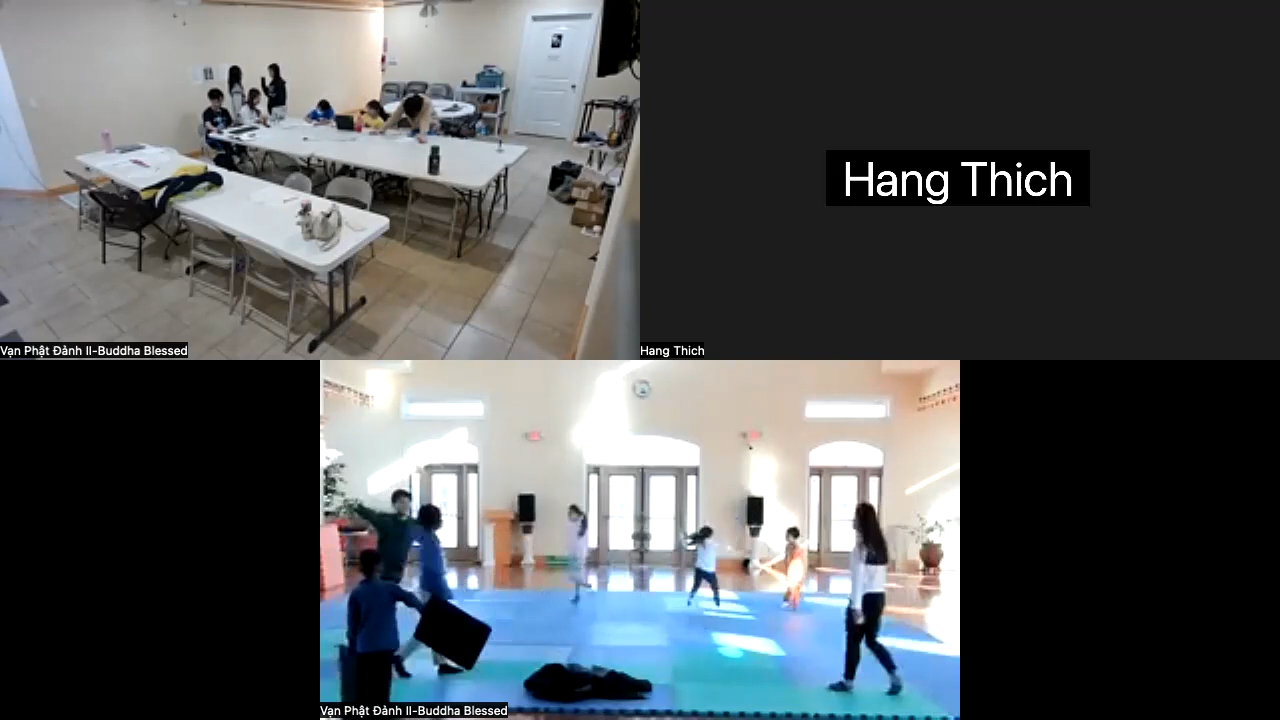 Hang Thich
Vạn Phật Đảnh II-Buddha Blessed
Hang Thich
Vạn Phật Đảnh II-Buddha Blessed